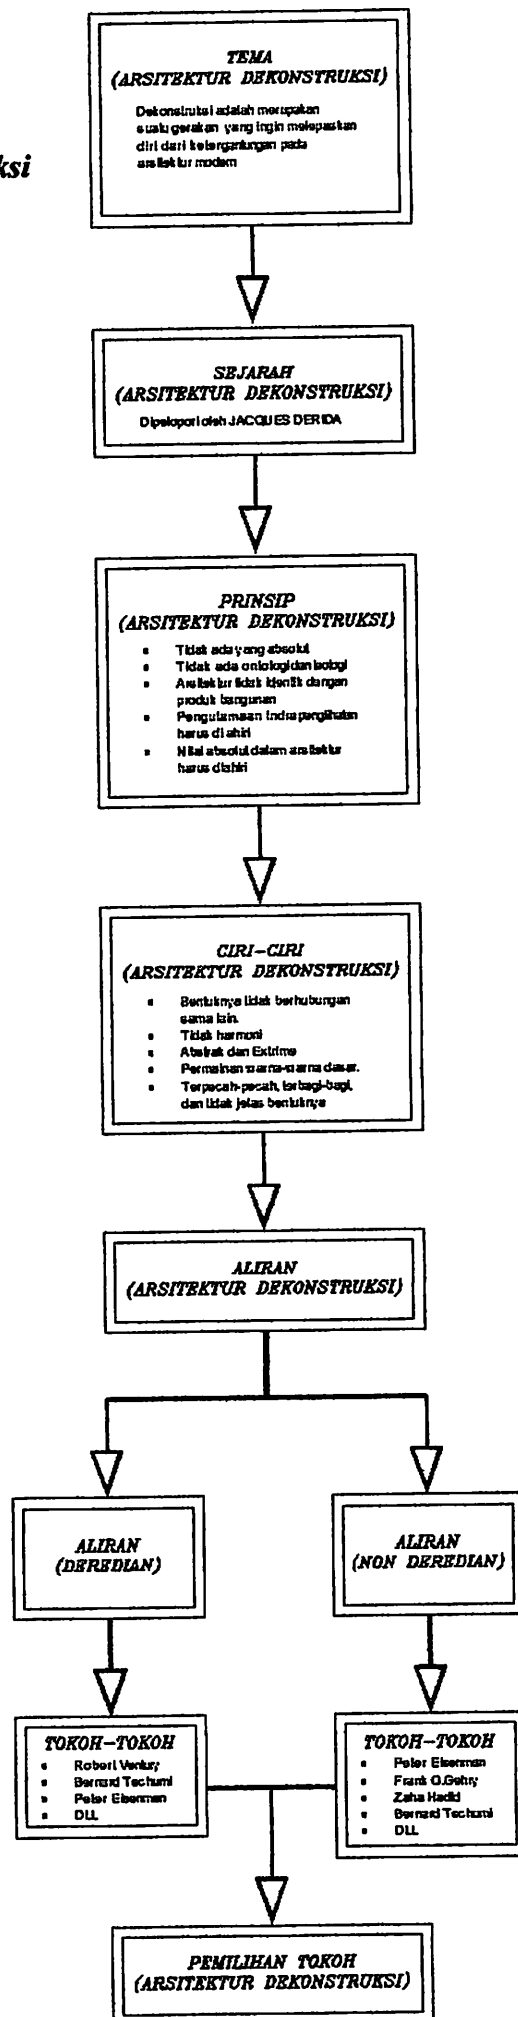 TEMA
(ARSITEKTUR DEKONSTRUKSI)
Dekonstruksi adalah merupakan
suatu gerakan yang ingin melepaskan
diri dari ketergantungan pada
arsitektur modern
ksi
SEJARAH
(ARSITEKTUR DEKONSTRUKSI)
Dipelopori oleh JACQUES DERIDA
PRINSIP
(ARSITEKTUR DEKONSTRUKSI)
Tidak ada yang absolut
Tidak ada ontologi dan
Arsitektur tidak identik dengan
produk bangunan
Pengutamaan indra penglihatan
harus di ahiri
Nilai absolut dalam arsitektur
harus diahiri
CIRI-CIRI
(ARSITEKTUR DEKONSTRUKSI)
Bentuknya tidak berhubungan
sama lain.
Tidak harmoni
Abstrak dan Extrime
Permainan warna-warna dasar.
Terpecah-pecah, terbagi-bagi,
dan tidak jelas bentuknya
ALIRAN
(ARSITEKTUR DEKONSTRUKSI)
ALIRAN
(DEREDIAN)
ALIRAN
(NON DEREDIAN)
TOKOH-TOKOH
Robert Ventury
Bernard Tschumi
Peter Eisenman
DLL
TOKOH-TOKOH
Peter Eisenman
Frank O.Gehry
Zaha Hadid
Bernard Tschumi
DLL
PEMILIHAN TOKOH
(ARSITEKTUR DEKONSTRUKSI)